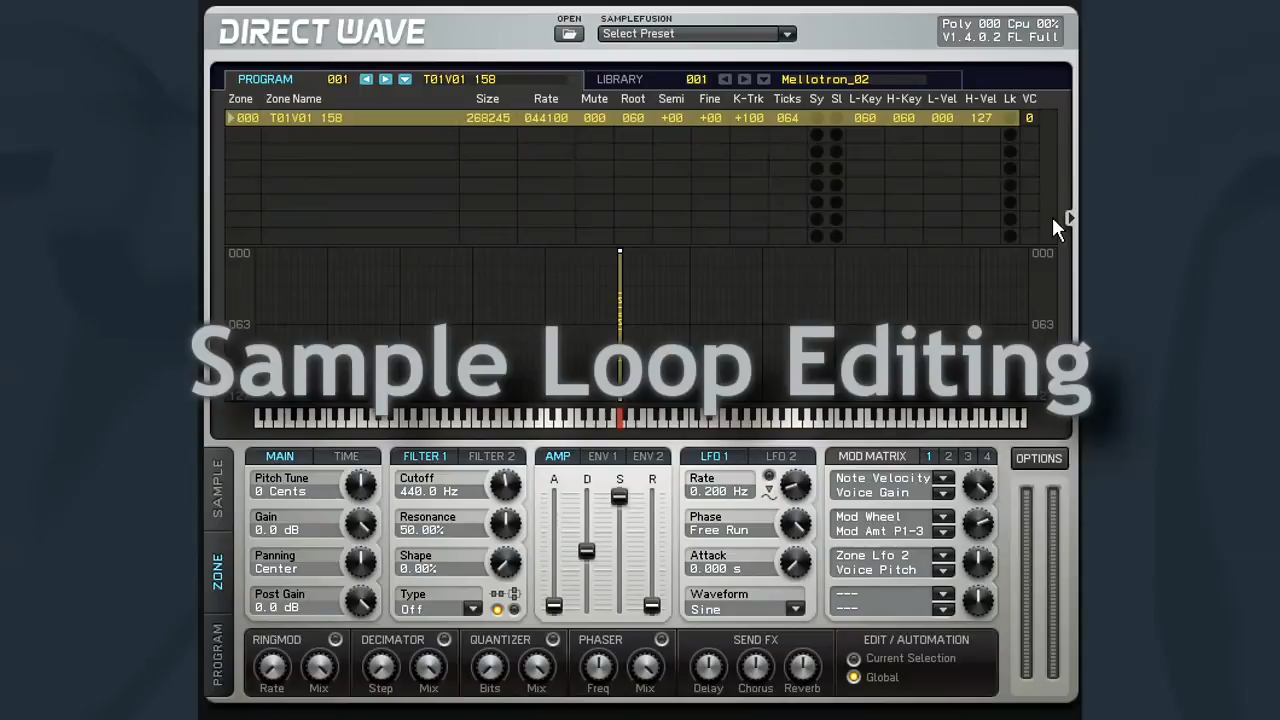 DIRECT WAVE
OPEN
SAMPLEFUSION
Select Preset
Poly 000 Cpu 00%
V1.4.0.2 FL Full
PROGRAM 001 T01V01 158 LIBRARY 001 Mellotron_02
Zone Zone Name Size Rate Mute Root Semi Fine K-Trk Ticks Sy Sl L-Key H-Key L-Vel H-Vel Lk VC
000 T01V01 158 268245 044100 000 060 +00 +00 +100 064 060 060 000 127 0
000 000
063 063
Sample Loop Editing
SAMPLE
ZONE
PROGRAM
MAIN TIME
Pitch Tune
0 Cents
Gain
0.0 dB
Panning
Center
Post Gain
0.0 dB
FILTER 1 FILTER 2
Cutoff
440.0 Hz
Resonance
50.00%
Shape
0.00%
Type
Off
AMP ENV 1 ENV 2
A D S R
LFO 1 LFO 2
Rate
0.200 Hz
Phase
Free Run
Attack
0.000 s
Waveform
Sine
MOD MATRIX 1 2 3 4
Note Velocity
Voice Gain
Mod Wheel
Mod Amt P1-3
Zone Lfo 2
Voice Pitch
---
---
OPTIONS
RINGMOD
Rate Mix
DECIMATOR
Step Mix
QUANTIZER
Bits Mix
PHASER
Freq Mix
SEND FX
Delay Chorus Reverb
EDIT / AUTOMATION
Current Selection
Global